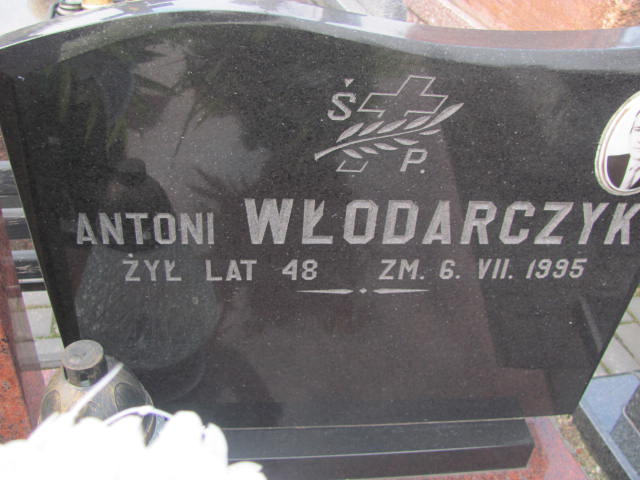 Ś
P.
ANTONI WŁODARCZYK
ŻYŁ LAT 48 ZM. 6. VII. 1995